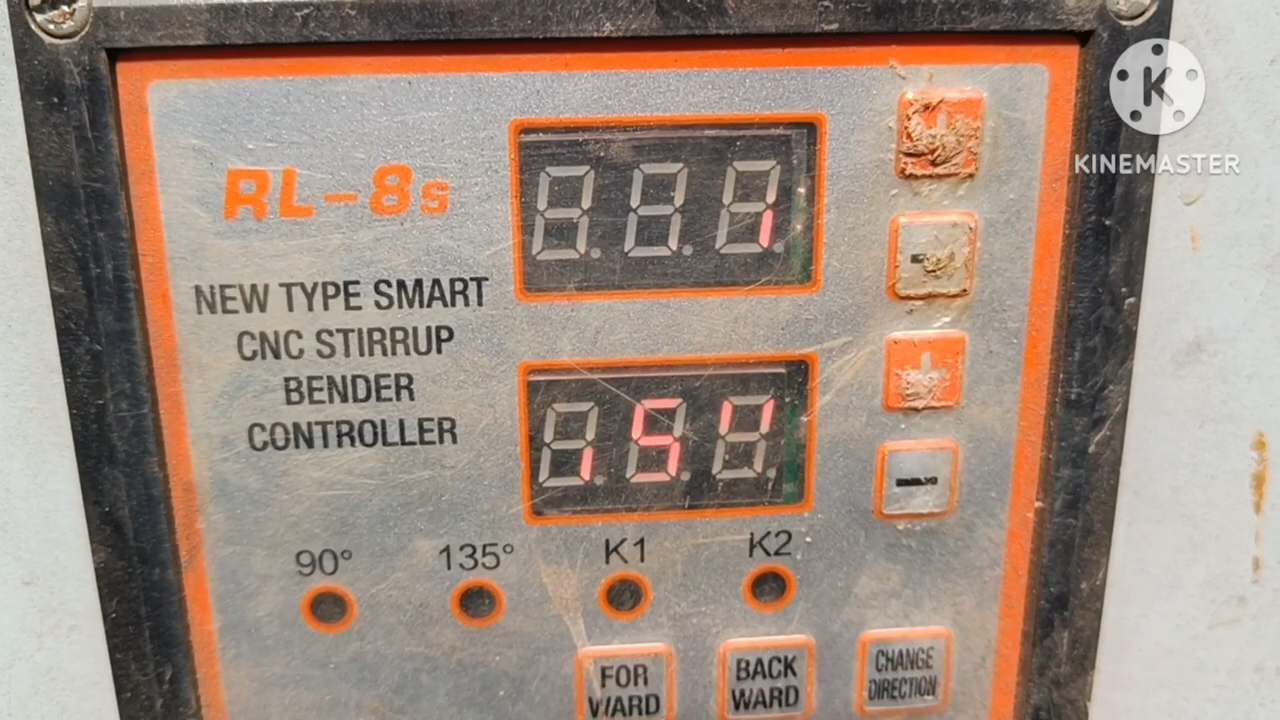 RL-8s
NEW TYPE SMART
CNC STIRRUP
BENDER
CONTROLLER
90°
135°
K1
K2
FOR
WARD
BACK
WARD
CHANGE
DIRECTION
K
KINEMASTER